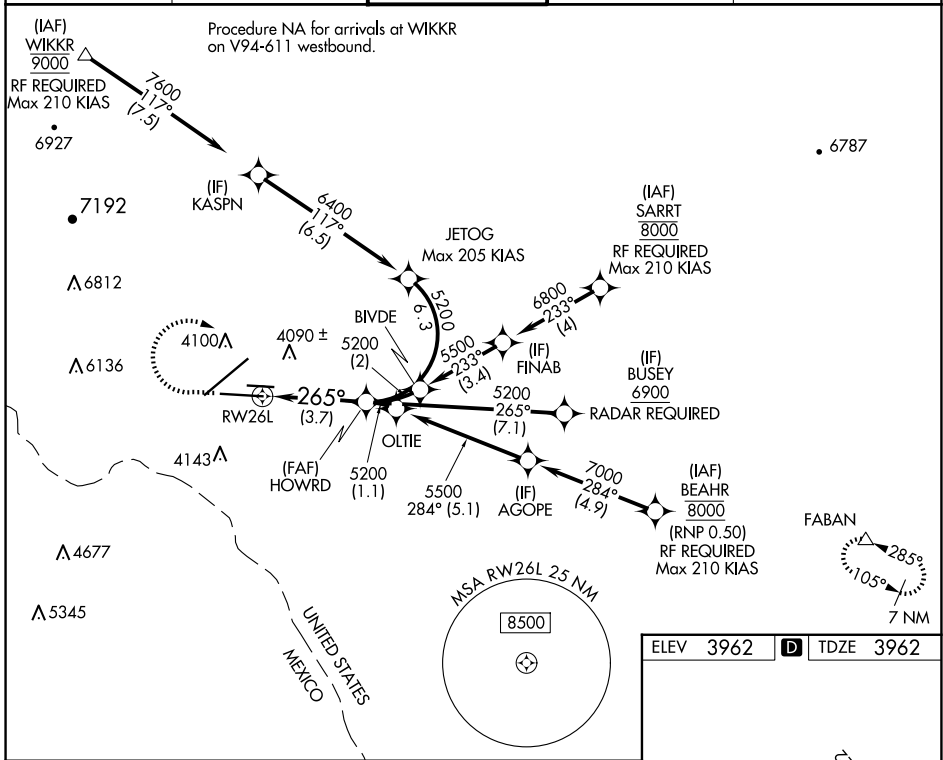 Procedure NA for arrivals at WIKKR
on V94-611 westbound.
(IAF)
WIKKR
9000
RF REQUIRED
Max 210 KIAS
6927
7600
117°
(7.5)
6787
(IF)
KASPN
7192
6400
117°
(6.5)
JETOG
Max 205 KIAS
(IAF)
SARRT
8000
RF REQUIRED
Max 210 KIAS
6812
5200
6.3
6800
233°
(4)
BIVDE
5200
(2)
4100
4090 ±
5500
233°
(3.4)
(IF)
FINAB
6136
(IF)
BUSEY
6900
RADAR REQUIRED
5200
265°
(7.1)
265°
(3.7)
RW26L
OLTIE
4143
(FAF)
HOWRD
5200
(1.1)
5500
284° (5.1)
(IF)
AGOPE
7000
284°
(4.9)
(IAF)
BEAHR
8000
(RNP 0.50)
RF REQUIRED
Max 210 KIAS
FABAN
285°
105°
7 NM
4677
5345
MSA RW26L 25 NM
8500
UNITED STATES
MEXICO
ELEV 3962 D TDZE 3962